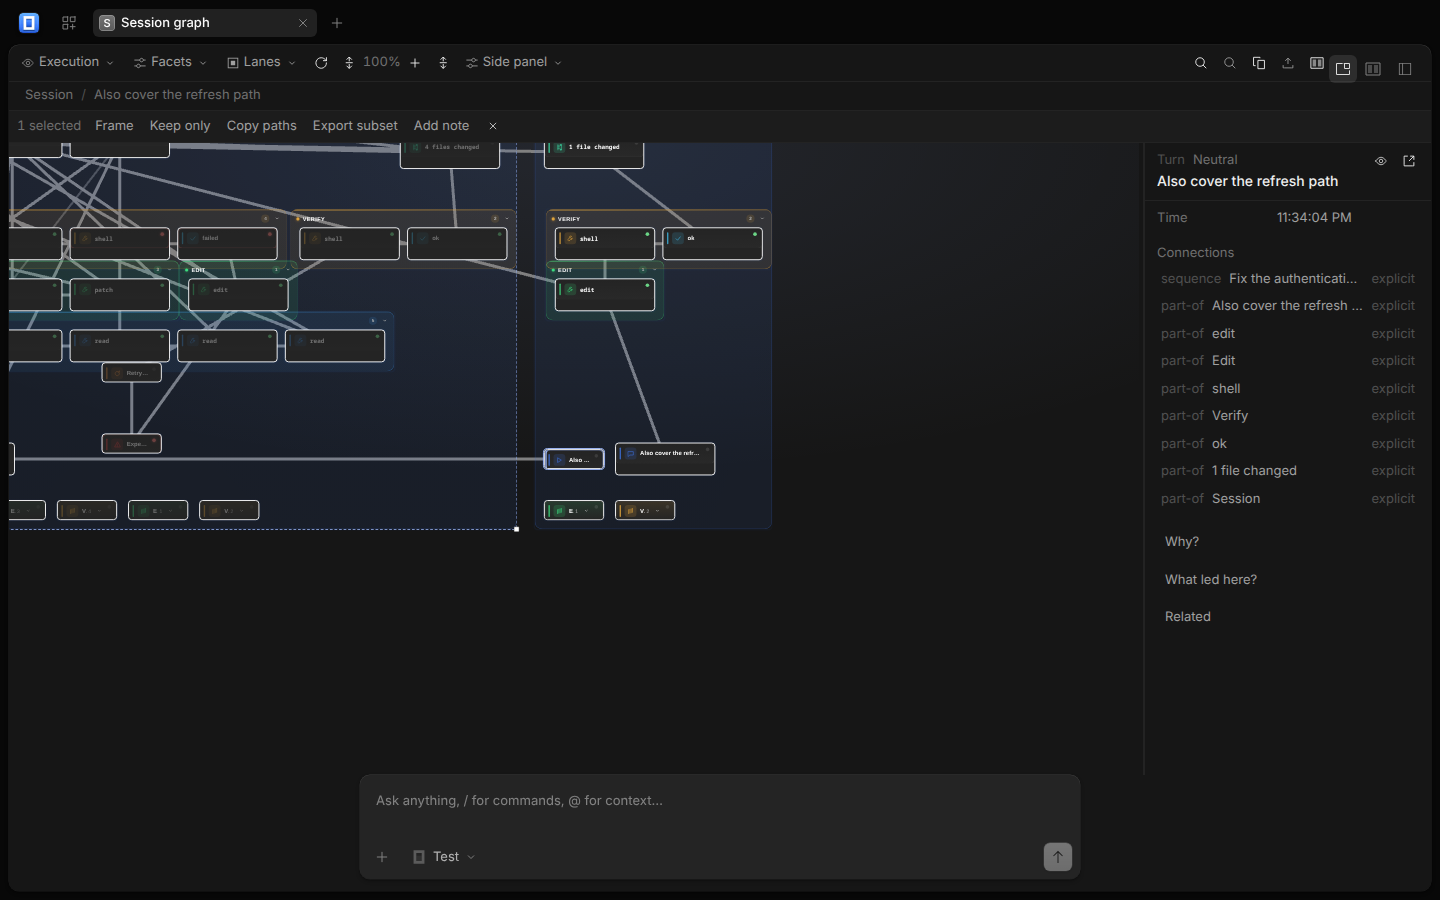 S Session graph
Execution Facets Lanes 100% Side panel
Session / Also cover the refresh path
1 selected Frame Keep only Copy paths Export subset Add note
4 files changed
1 file changed
VERIFY
VERIFY
shell
failed
shell
ok
shell
ok
EDIT
EDIT
patch
edit
edit
read
read
read
Retry...
Expe...
Also ...
Also cover the refr...
E 1
V. 2
Turn Neutral
Also cover the refresh path
Time 11:34:04 PM
Connections
sequence Fix the authenticati... explicit
part-of Also cover the refresh ... explicit
part-of edit explicit
part-of Edit explicit
part-of shell explicit
part-of Verify explicit
part-of ok explicit
part-of 1 file changed explicit
part-of Session explicit
Why?
What led here?
Related
Ask anything, / for commands, @ for context...
Test